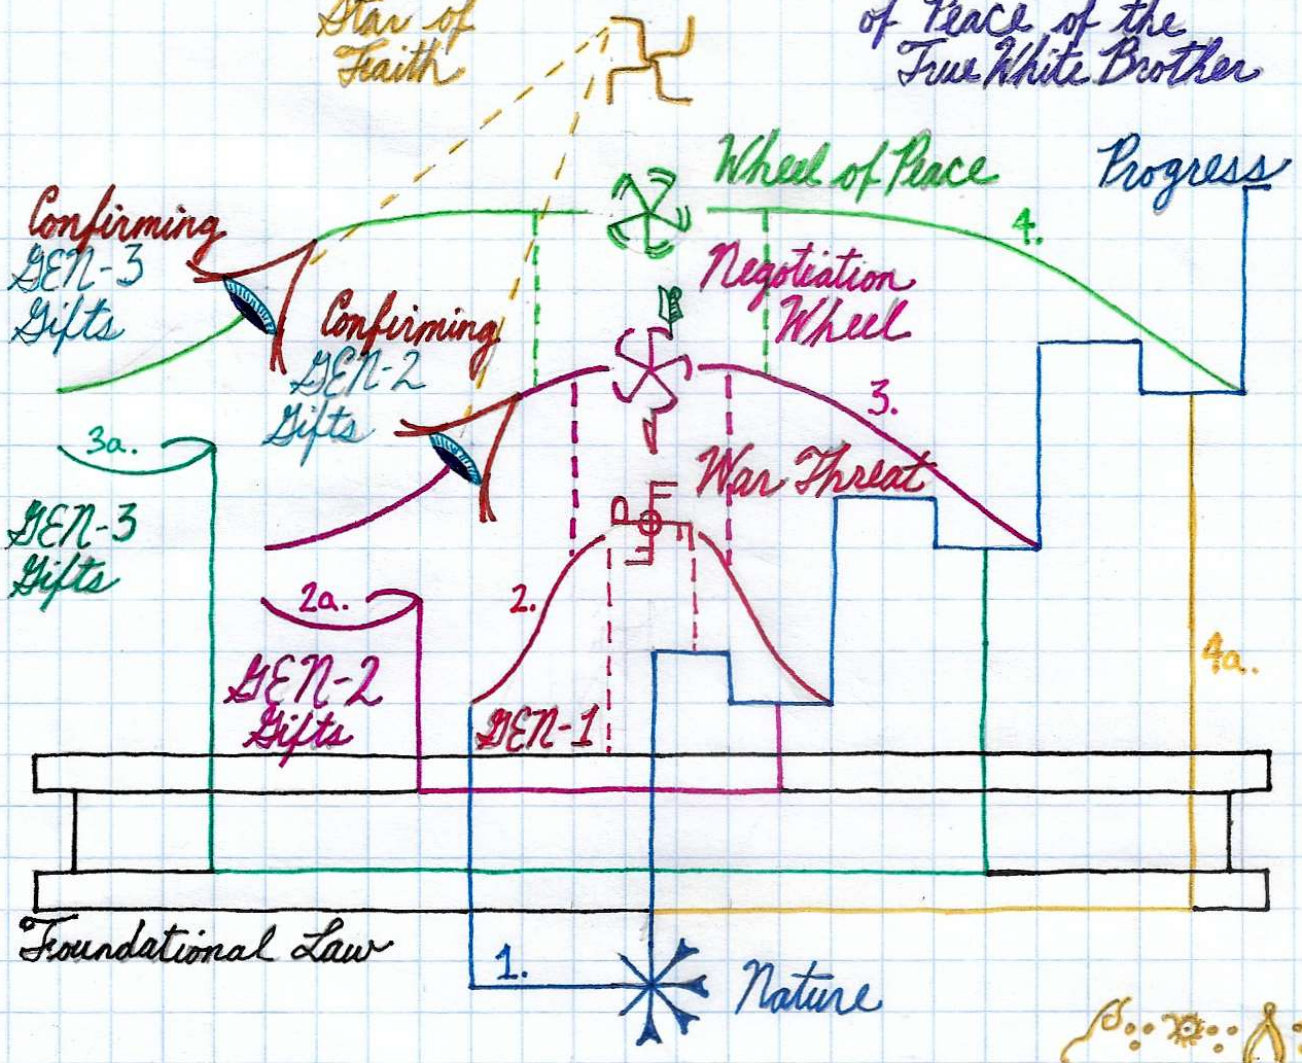 Star of
Faith
of Peace of the
True White Brother
Wheel of Peace
Progress
Confirming
GEN-3
Gifts
4.
Negotiation
Wheel
Confirming
GEN-2
Gifts
3.
3a.
War Threat
GEN-3
Gifts
2.
2a.
4a.
GEN-2
Gifts
GEN-1
Foundational Law
1.
Nature